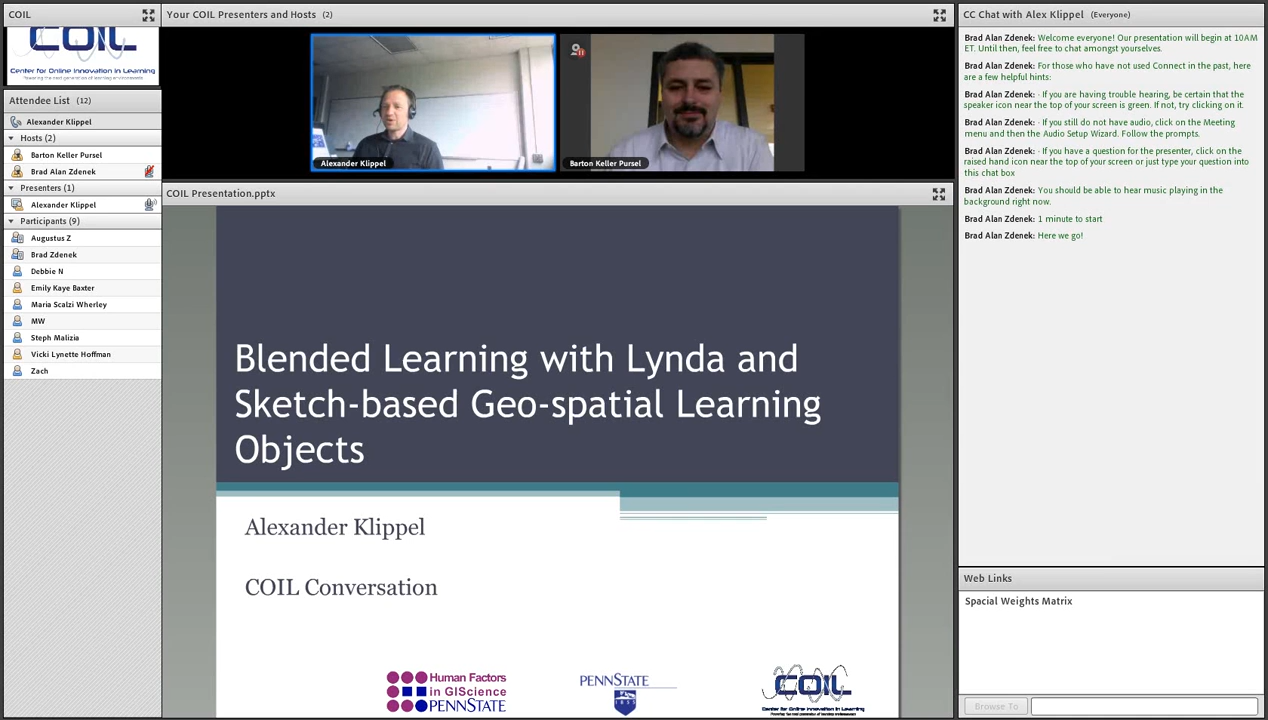 COIL
COIL
Center for Online Innovation in Learning
Attendee List (12)
Alexander Klippel
Hosts (2)
Barton Keller Pursel
Brad Alan Zdenek
Presenters (1)
Alexander Klippel
Participants (9)
Augustus Z
Brad Zdenek
Debbie N
Emily Kaye Baxter
Maria Scalzi Wherley
MW
Steph Malizia
Vicki Lynette Hoffman
Zach
Your COIL Presenters and Hosts (2)
Alexander Klippel
Barton Keller Pursel
COIL Presentation.pptx
Blended Learning with Lynda and
Sketch-based Geo-spatial Learning
Objects
Alexander Klippel
COIL Conversation
Human Factors
in GIScience
PENNSTATE
PENNSTATE
1855
COIL
Center for Online Innovation in Learning
CC Chat with Alex Klippel (Everyone)
Brad Alan Zdenek: Welcome everyone! Our presentation will begin at 10AM
ET. Until then, feel free to chat amongst yourselves.
Brad Alan Zdenek: For those who have not used Connect in the past, here
are a few helpful hints:
Brad Alan Zdenek: · If you are having trouble hearing, be certain that the
speaker icon near the top of your screen is green. If not, try clicking on it.
Brad Alan Zdenek: · If you still do not have audio, click on the Meeting
menu and then the Audio Setup Wizard. Follow the prompts.
Brad Alan Zdenek: · If you have a question for the presenter, click on the
raised hand icon near the top of your screen or just type your question into
this chat box
Brad Alan Zdenek: You should be able to hear music playing in the
background right now.
Brad Alan Zdenek: 1 minute to start
Brad Alan Zdenek: Here we go!
Web Links
Spacial Weights Matrix
Browse To